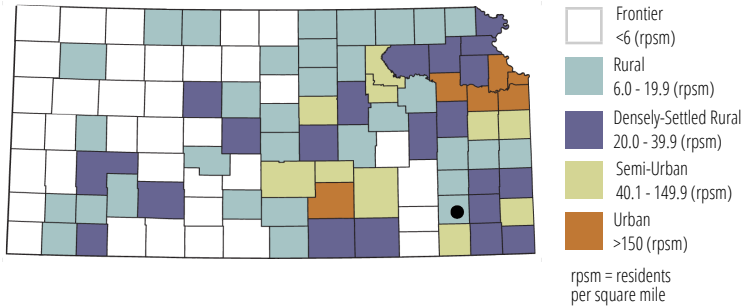 Frontier
<6 (rpsm)
Rural
6.0 - 19.9 (rpsm)
Densely-Settled Rural
20.0 - 39.9 (rpsm)
Semi-Urban
40.1 - 149.9 (rpsm)
Urban
>150 (rpsm)
rpsm = residents
per square mile